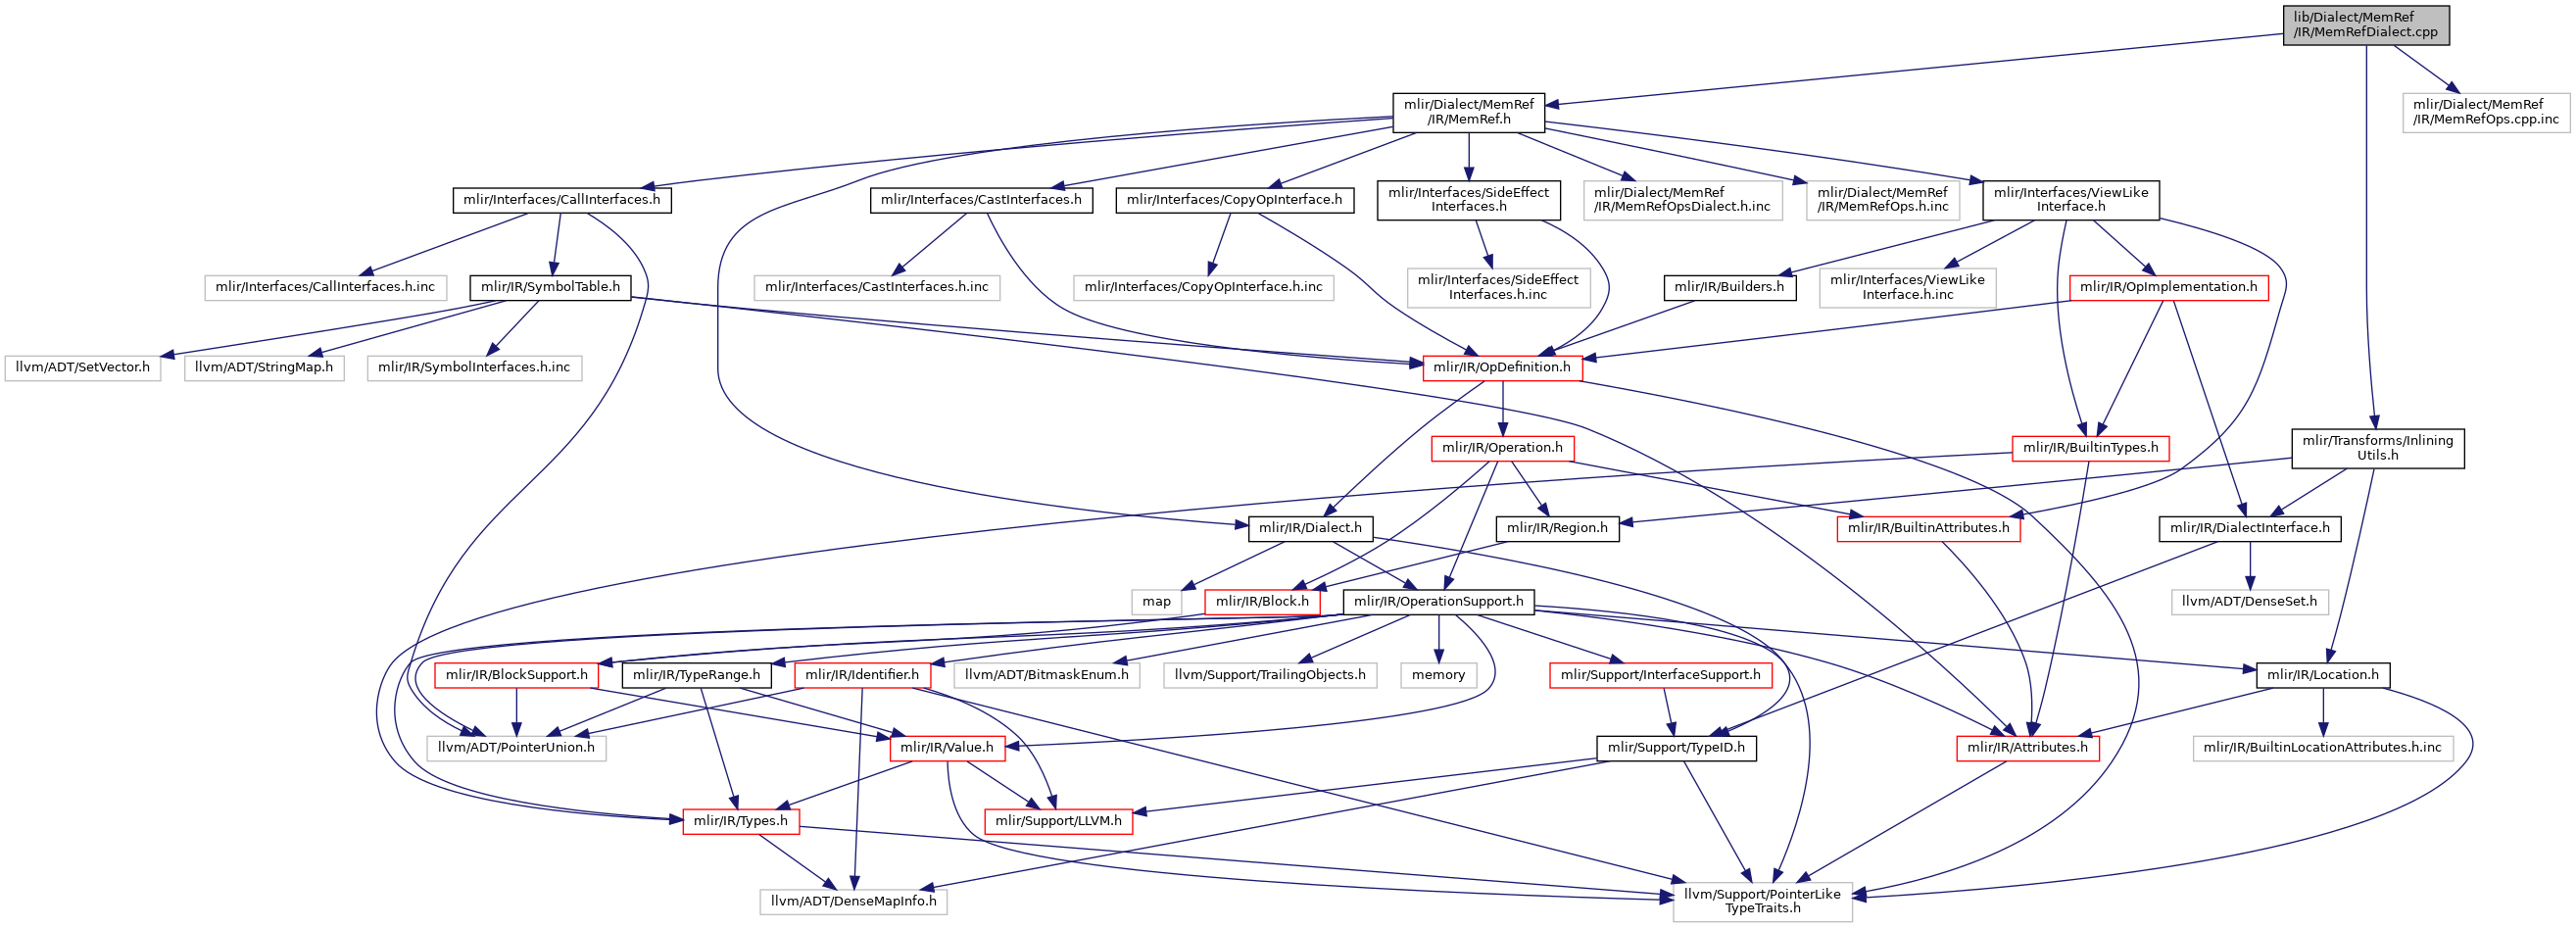 lib/Dialect/MemRef
/IR/MemRefDialect.cpp
mlir/Dialect/MemRef
/IR/MemRef.h
mlir/Dialect/MemRef
/IR/MemRefOps.cpp.inc
mlir/Interfaces/CallInterfaces.h
mlir/Interfaces/CastInterfaces.h
mlir/Interfaces/CopyOpInterface.h
mlir/Interfaces/SideEffect
Interfaces.h
mlir/Dialect/MemRef
/IR/MemRefOpsDialect.h.inc
mlir/Dialect/MemRef
/IR/MemRefOps.h.inc
mlir/Interfaces/ViewLike
Interface.h
mlir/Interfaces/CallInterfaces.h.inc
mlir/IR/SymbolTable.h
mlir/Interfaces/CastInterfaces.h.inc
mlir/Interfaces/CopyOpInterface.h.inc
mlir/Interfaces/SideEffect
Interfaces.h.inc
mlir/IR/Builders.h
mlir/Interfaces/ViewLike
Interface.h.inc
mlir/IR/OpImplementation.h
llvm/ADT/SetVector.h
llvm/ADT/StringMap.h
mlir/IR/SymbolInterfaces.h.inc
mlir/IR/OpDefinition.h
mlir/IR/Operation.h
mlir/IR/BuiltinTypes.h
mlir/Transforms/Inlining
Utils.h
mlir/IR/Dialect.h
mlir/IR/Region.h
mlir/IR/BuiltinAttributes.h
mlir/IR/DialectInterface.h
map
mlir/IR/Block.h
mlir/IR/OperationSupport.h
llvm/ADT/DenseSet.h
mlir/IR/BlockSupport.h
mlir/IR/TypeRange.h
mlir/IR/Identifier.h
llvm/ADT/BitmaskEnum.h
llvm/Support/TrailingObjects.h
memory
mlir/Support/InterfaceSupport.h
mlir/IR/Location.h
llvm/ADT/PointerUnion.h
mlir/IR/Value.h
mlir/Support/TypeID.h
mlir/IR/Attributes.h
mlir/IR/BuiltinLocationAttributes.h.inc
mlir/IR/Types.h
mlir/Support/LLVM.h
llvm/ADT/DenseMapInfo.h
llvm/Support/PointerLike
TypeTraits.h